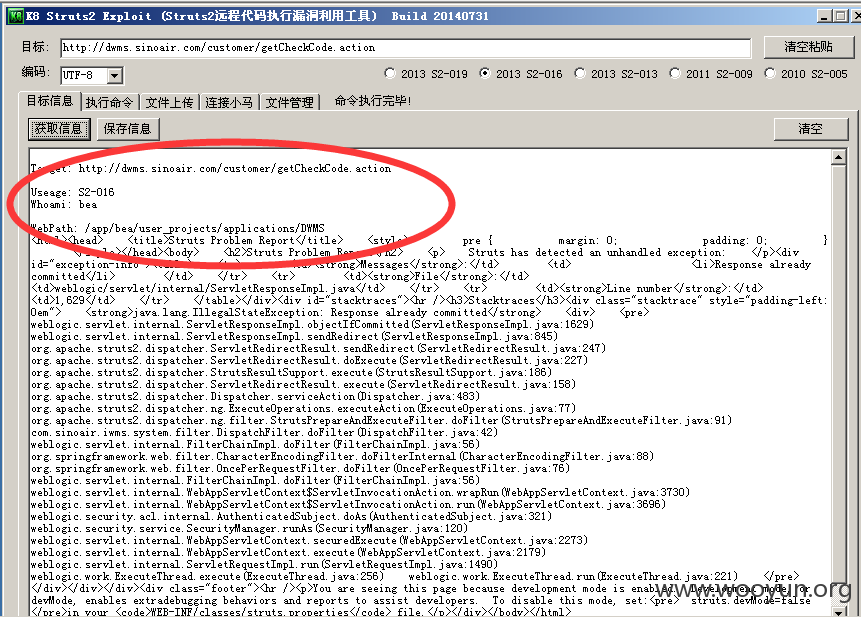 K8 Struts2 Exploit (Struts2远程代码执行漏洞利用工具) Build 20140731
目标: http://dwms.sinoair.com/customer/getCheckCode.action 清空粘贴
编码: UTF-8 2013 S2-019 2013 S2-016 2013 S2-013 2011 S2-009 2010 S2-005
目标信息 执行命令 文件上传 连接小马 文件管理 命令执行完毕!
获取信息 保存信息 清空
Target: http://dwms.sinoair.com/customer/getCheckCode.action
Useage: S2-016
Whoami: bea
WebPath: /app/bea/user_projects/applications/DWMS
<html><head> <title>Struts Problem Report</title> <style> pre { margin: 0; padding: 0; }
</style></head><body> <h2>Struts Problem Report</h2> <p> Struts has detected an unhandled exception: </p><div
id="exception-info"> <tr> <td><strong>Messages</strong>:</td> <td> <li>Response already
committed</li> </td> </tr> <tr> <td><strong>File</strong>:</td>
<td>weblogic/servlet/internal/ServletResponseImpl.java</td> </tr> <tr> <td><strong>Line number</strong>:</td>
<td>1,629</td> </tr> </table></div><div id="stacktraces"><hr /><h3>Stacktraces</h3><div class="stacktrace" style="padding-left:
0em"> <strong>java.lang.IllegalStateException: Response already committed</strong> <div> <pre>
weblogic.servlet.internal.ServletResponseImpl.objectIfCommitted(ServletResponseImpl.java:1629)
weblogic.servlet.internal.ServletResponseImpl.sendRedirect(ServletResponseImpl.java:845)
org.apache.struts2.dispatcher.ServletRedirectResult.sendRedirect(ServletRedirectResult.java:247)
org.apache.struts2.dispatcher.ServletRedirectResult.doExecute(ServletRedirectResult.java:227)
org.apache.struts2.dispatcher.StrutsResultSupport.execute(StrutsResultSupport.java:186)
org.apache.struts2.dispatcher.ServletRedirectResult.execute(ServletRedirectResult.java:158)
org.apache.struts2.dispatcher.Dispatcher.serviceAction(Dispatcher.java:483)
org.apache.struts2.dispatcher.ng.ExecuteOperations.executeAction(ExecuteOperations.java:77)
org.apache.struts2.dispatcher.ng.filter.StrutsPrepareAndExecuteFilter.doFilter(StrutsPrepareAndExecuteFilter.java:91)
com.sinoair.iwms.system.filter.DispatchFilter.doFilter(DispatchFilter.java:42)
weblogic.servlet.internal.FilterChainImpl.doFilter(FilterChainImpl.java:56)
org.springframework.web.filter.CharacterEncodingFilter.doFilterInternal(CharacterEncodingFilter.java:88)
org.springframework.web.filter.OncePerRequestFilter.doFilter(OncePerRequestFilter.java:76)
weblogic.servlet.internal.FilterChainImpl.doFilter(FilterChainImpl.java:56)
weblogic.servlet.internal.WebAppServletContext$ServletInvocationAction.wrapRun(WebAppServletContext.java:3730)
weblogic.servlet.internal.WebAppServletContext$ServletInvocationAction.run(WebAppServletContext.java:3696)
weblogic.security.acl.internal.AuthenticatedSubject.doAs(AuthenticatedSubject.java:321)
weblogic.security.service.SecurityManager.runAs(SecurityManager.java:120)
weblogic.servlet.internal.WebAppServletContext.securedExecute(WebAppServletContext.java:2273)
weblogic.servlet.internal.WebAppServletContext.execute(WebAppServletContext.java:2179)
weblogic.servlet.internal.ServletRequestImpl.run(ServletRequestImpl.java:1490)
weblogic.work.ExecuteThread.execute(ExecuteThread.java:256) weblogic.work.ExecuteThread.run(ExecuteThread.java:221) </pre>
</div></div></div><div class="footer"><hr /><p>You are seeing this page because development mode is enabled. Development mode, or
devMode, enables extradebugging behaviors and reports to assist developers. To disable this mode, set:<pre> struts.devMode=false
</pre>in your <code>WEB-INF/classes/struts.properties</code> file.</p></div></body></html>
www.wooyun.org